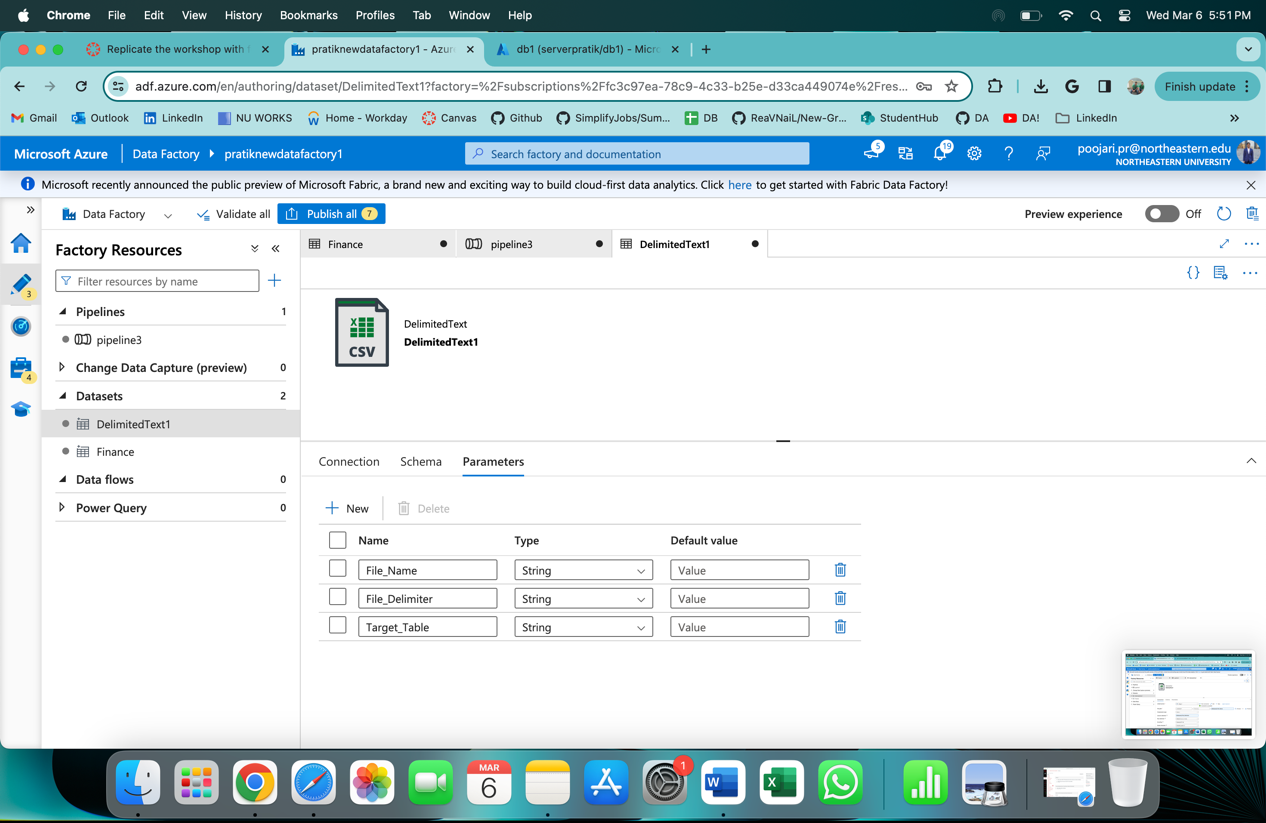 Chrome File Edit View History Bookmarks Profiles Tab Window Help Wed Mar 6 5:51 PM
Replicate the workshop with pratiknewdatafactory1 - Azur db1 (serverpratik/db1) - Micr
adf.azure.com/en/authoring/dataset/DelimitedText1?factory=%2Fsubscriptions%2Ffc3c97ea-78c9-4c33-b25e-d33ca449074e%2Fres... Finish update
Gmail Outlook LinkedIn NU WORKS Home - Workday Canvas Github SimplifyJobs/Sum... DB ReaVNaiL/New-Gr... StudentHub DA DA! LinkedIn
Microsoft Azure Data Factory pratiknewdatafactory1 Search factory and documentation 5 19 poojari.pr@northeastern.edu
NORTHEASTERN UNIVERSITY
Microsoft recently announced the public preview of Microsoft Fabric, a brand new and exciting way to build cloud-first data analytics. Click here to get started with Fabric Data Factory!
Data Factory Validate all Publish all 7 Preview experience Off
Factory Resources
Finance pipeline3 DelimitedText1
Filter resources by name
3
4
Pipelines 1
pipeline3
Change Data Capture (preview) 0
Datasets 2
DelimitedText1
Finance
Data flows 0
Power Query 0
CSV
DelimitedText
DelimitedText1
Connection Schema Parameters
New Delete
Name Type Default value
File_Name String Value
File_Delimiter String Value
Target_Table String Value
MAR
6
1